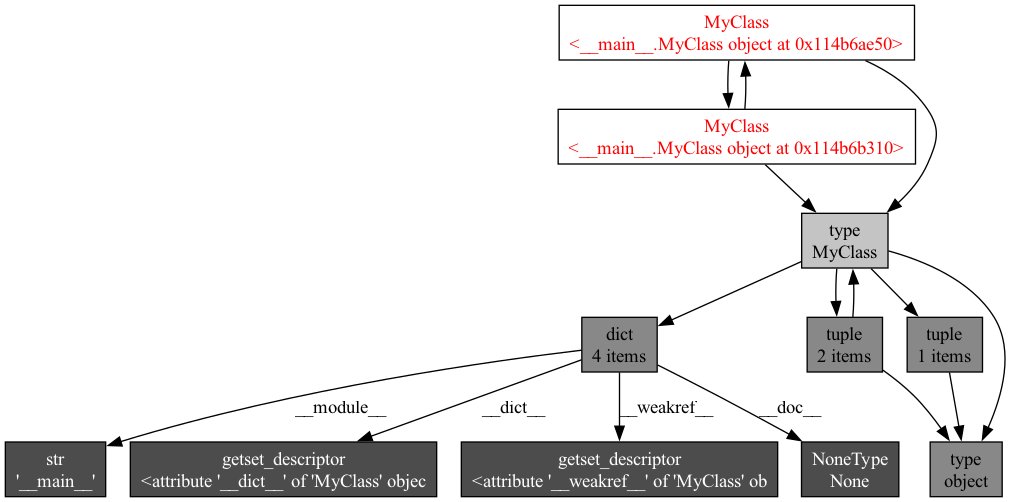 MyClass
<__main__.MyClass object at 0x114b6ae50>
MyClass
<__main__.MyClass object at 0x114b6b310>
type
MyClass
dict
4 items
tuple
2 items
tuple
1 items
__module__
__dict__
__weakref__
__doc__
str
'__main__'
getset_descriptor
<attribute '__dict__' of 'MyClass' objec
getset_descriptor
<attribute '__weakref__' of 'MyClass' ob
NoneType
None
type
object